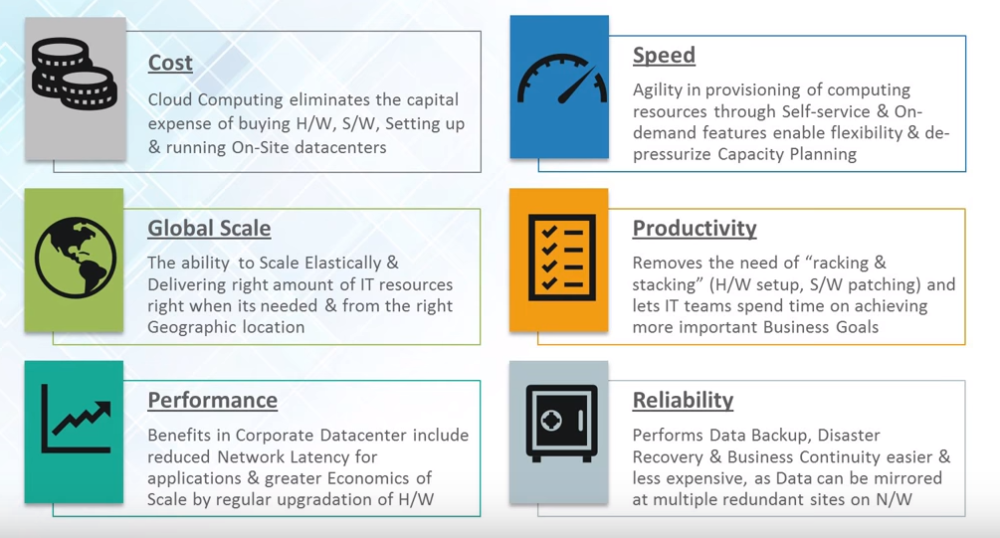 Cost
Cloud Computing eliminates the capital
expense of buying H/W, S/W, Setting up
& running On-Site datacenters
Speed
Agility in provisioning of computing
resources through Self-service & On-
demand features enable flexibility & de-
pressurize Capacity Planning
Global Scale
The ability to Scale Elastically &
Delivering right amount of IT resources
right when its needed & from the right
Geographic location
Productivity
Removes the need of “racking &
stacking” (H/W setup, S/W patching) and
lets IT teams spend time on achieving
more important Business Goals
Performance
Benefits in Corporate Datacenter include
reduced Network Latency for
applications & greater Economics of
Scale by regular upgradation of H/W
Reliability
Performs Data Backup, Disaster
Recovery & Business Continuity easier &
less expensive, as Data can be mirrored
at multiple redundant sites on N/W